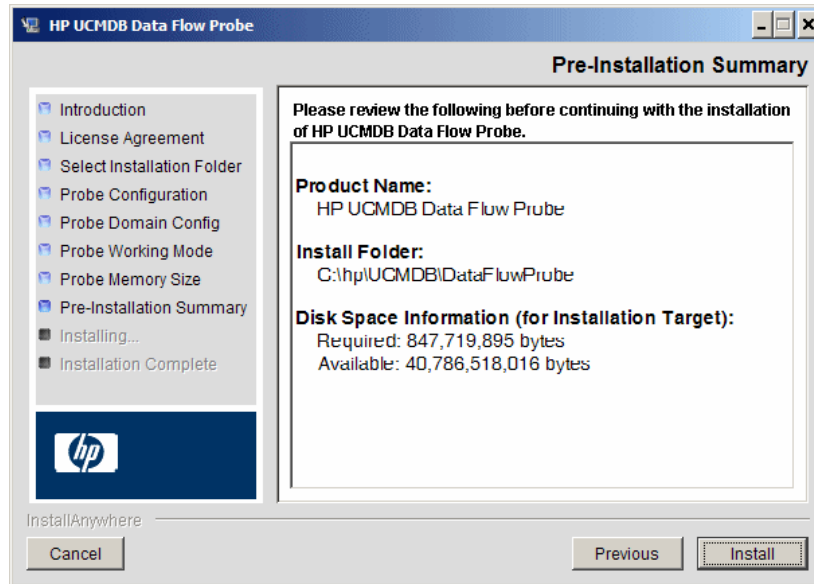 HP UCMDB Data Flow Probe
Pre-Installation Summary
Introduction
License Agreement
Select Installation Folder
Probe Configuration
Probe Domain Config
Probe Working Mode
Probe Memory Size
Pre-Installation Summary
Installing...
Installation Complete
hp
Please review the following before continuing with the installation
of HP UCMDB Data Flow Probe.
Product Name:
HP UCMDB Data Flow Probe
Install Folder:
C:\hp\UCMDB\DataFlowProbe
Disk Space Information (for Installation Target):
Required: 847,719,895 bytes
Available: 40,786,518,016 bytes
InstallAnywhere
Cancel
Previous
Install